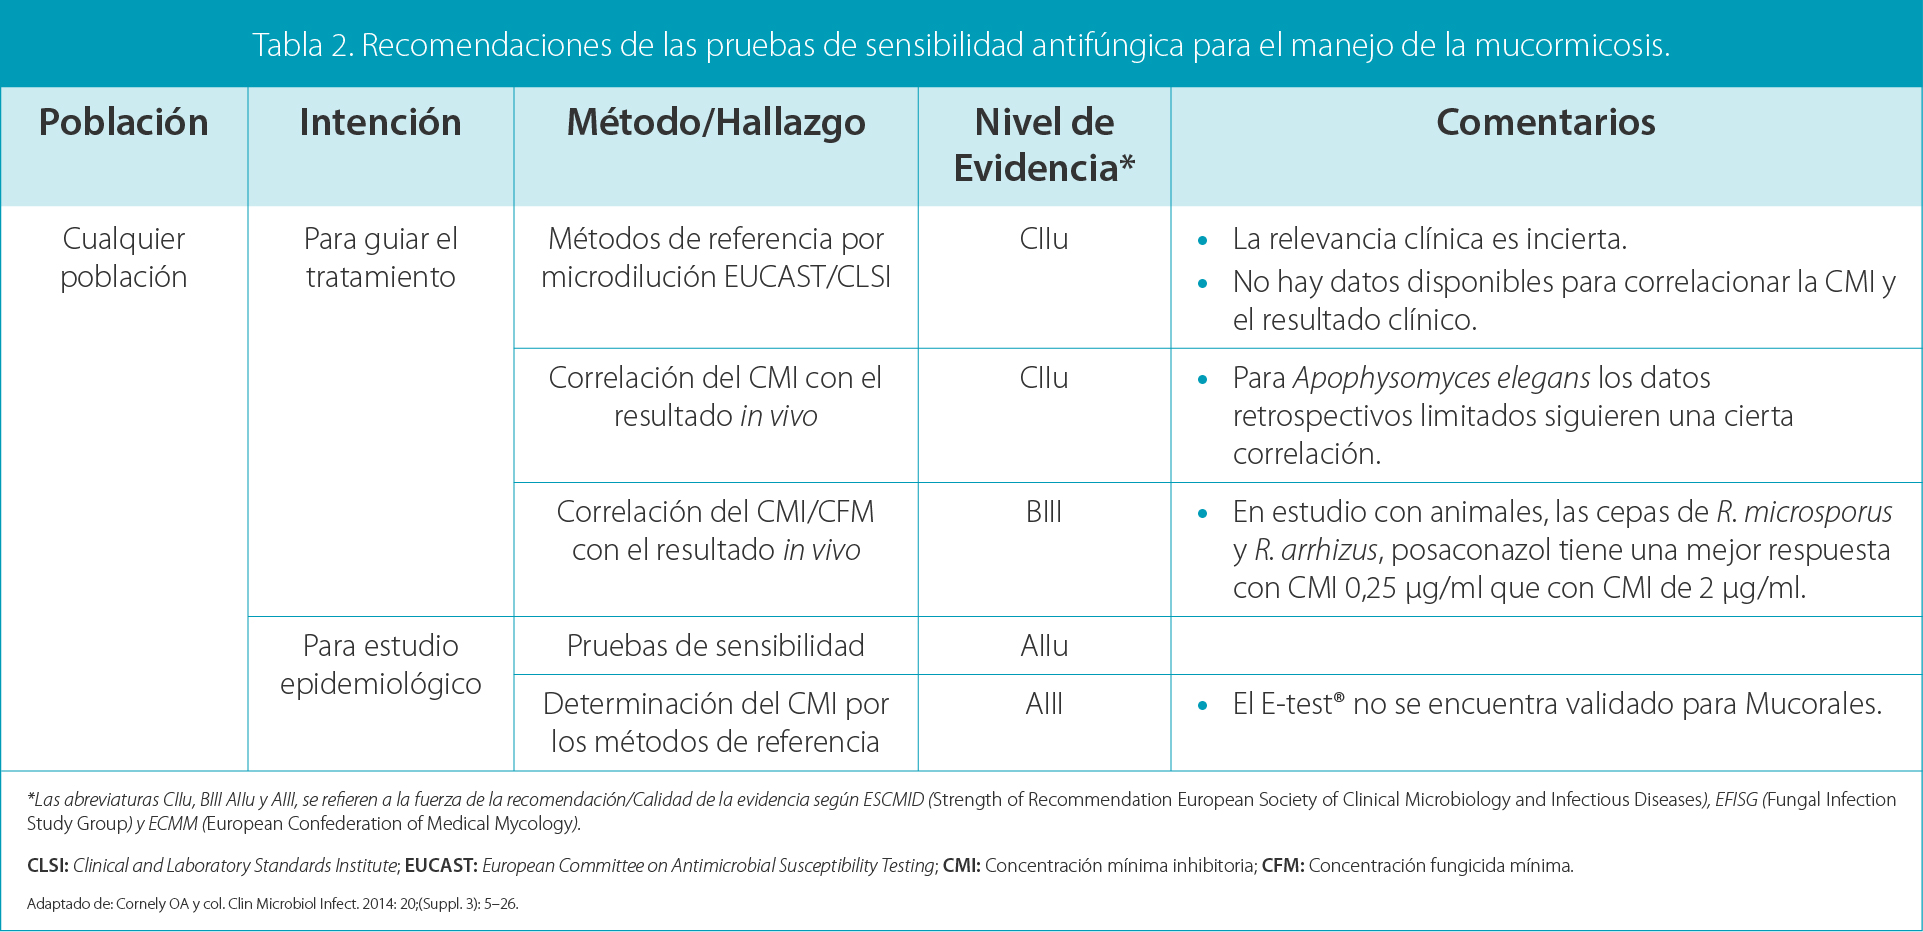 Tabla 2. Recomendaciones de las pruebas de sensibilidad antifúngica para el manejo de la mucormicosis.
Población
Intención
Método/Hallazgo
Nivel de
Evidencia*
Comentarios
Cualquier
población
Para guiar el
tratamiento
Métodos de referencia por
microdilución EUCAST/CLSI
CIIu
• La relevancia clínica es incierta.
• No hay datos disponibles para correlacionar la CMI y
el resultado clínico.
Correlación del CMI con el
resultado in vivo
CIIu
• Para Apophysomyces elegans los datos
retrospectivos limitados siguieren una cierta
correlación.
Correlación del CMI/CFM
con el resultado in vivo
BIII
• En estudio con animales, las cepas de R. microsporus
y R. arrhizus, posaconazol tiene una mejor respuesta
con CMI 0,25 µg/ml que con CMI de 2 µg/ml.
Para estudio
epidemiológico
Pruebas de sensibilidad
AIIu
Determinación del CMI por
los métodos de referencia
AIII
• El E-test® no se encuentra validado para Mucorales.
*Las abreviaturas CIIu, BIII AIIu y AIII, se refieren a la fuerza de la recomendación/Calidad de la evidencia según ESCMID (Strength of Recommendation European Society of Clinical Microbiology and Infectious Diseases), EFISG (Fungal Infection
Study Group) y ECMM (European Confederation of Medical Mycology).
CLSI: Clinical and Laboratory Standards Institute; EUCAST: European Committee on Antimicrobial Susceptibility Testing; CMI: Concentración mínima inhibitoria; CFM: Concentración fungicida mínima.
Adaptado de: Cornely OA y col. Clin Microbiol Infect. 2014: 20;(Suppl. 3): 5–26.